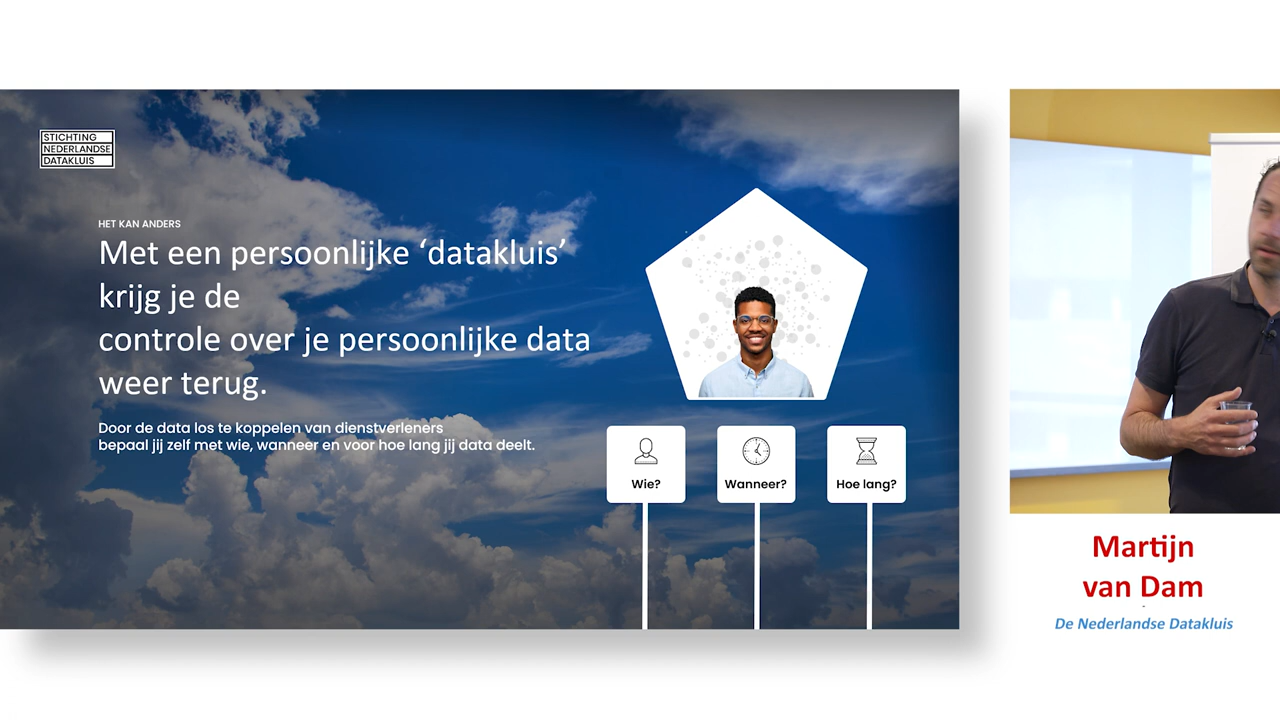 STICHTING
NEDERLANDSE
DATAKLUIS
HET KAN ANDERS
Met een persoonlijke ‘datakluis’
krijg je de
controle over je persoonlijke data
weer terug.
Door de data los te koppelen van dienstverleners
bepaal jij zelf met wie, wanneer en voor hoe lang jij data deelt.
Wie?
Wanneer?
Hoe lang?
Martijn
van Dam
De Nederlandse Datakluis